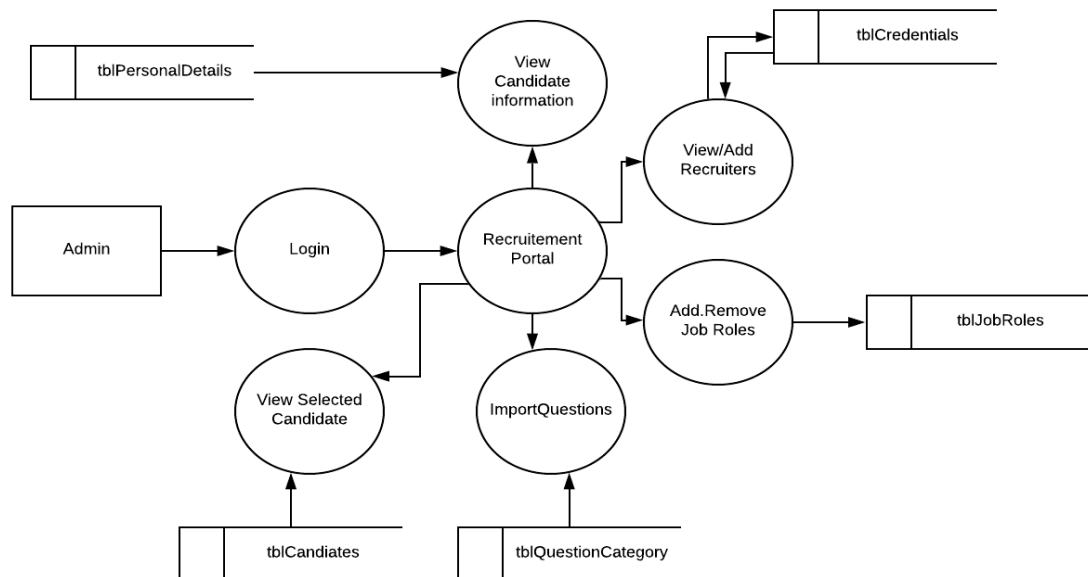 tblPersonalDetails
View
Candidate
information
tblCredentials
View/Add
Recruiters
Admin
Login
Recruitement
Portal
Add.Remove
Job Roles
tblJobRoles
View Selected
Candidate
ImportQuestions
tblCandiates
tblQuestionCategory